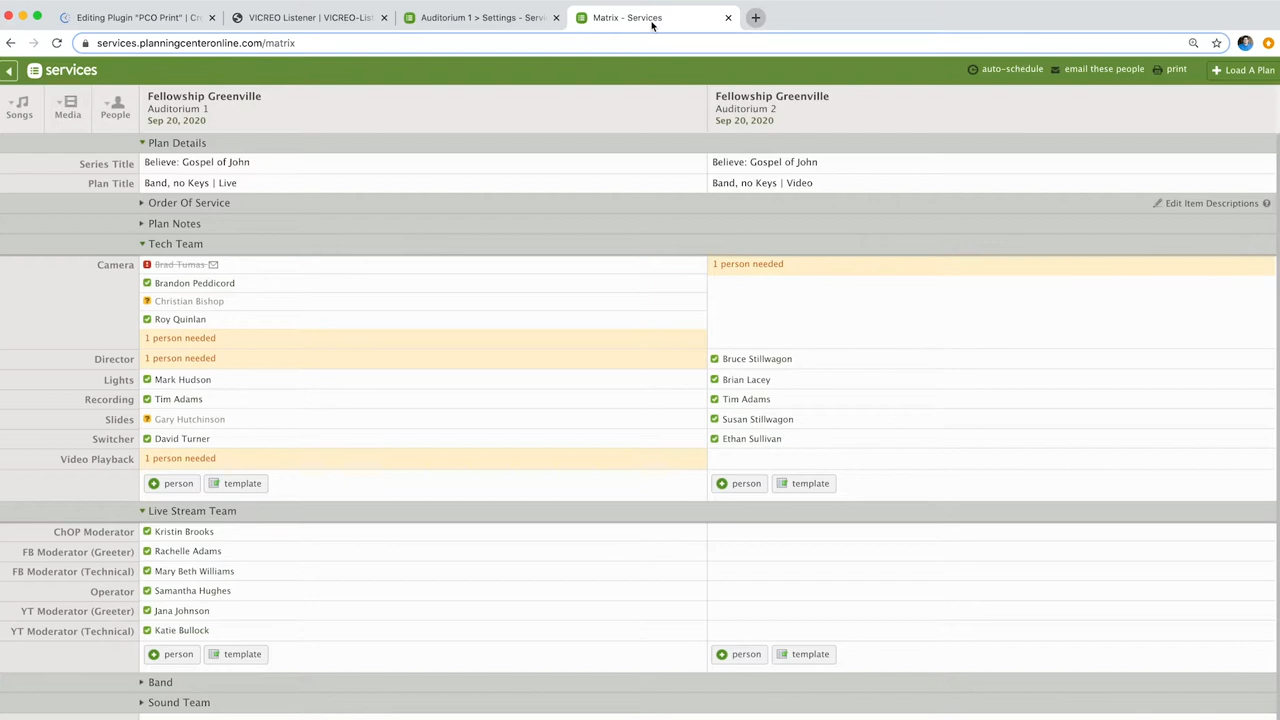 Editing Plugin "PCO Print" | Cr
VICREO Listener | VICREO-List
Auditorium 1 > Settings - Servi
Matrix - Services
services.planningcenteronline.com/matrix
services
auto-schedule
email these people
print
Load A Plan
Songs
Media
People
Fellowship Greenville
Auditorium 1
Sep 20, 2020
Fellowship Greenville
Auditorium 2
Sep 20, 2020
Plan Details
Series Title
Believe: Gospel of John
Believe: Gospel of John
Plan Title
Band, no Keys | Live
Band, no Keys | Video
Order Of Service
Edit Item Descriptions ?
Plan Notes
Tech Team
Camera
Brad Tumas
1 person needed
Brandon Peddicord
Christian Bishop
Roy Quinlan
1 person needed
Director
1 person needed
Bruce Stillwagon
Lights
Mark Hudson
Brian Lacey
Recording
Tim Adams
Tim Adams
Slides
Gary Hutchinson
Susan Stillwagon
Switcher
David Turner
Ethan Sullivan
Video Playback
1 person needed
person
template
person
template
Live Stream Team
ChOP Moderator
Kristin Brooks
FB Moderator (Greeter)
Rachelle Adams
FB Moderator (Technical)
Mary Beth Williams
Operator
Samantha Hughes
YT Moderator (Greeter)
Jana Johnson
YT Moderator (Technical)
Katie Bullock
person
template
person
template
Band
Sound Team